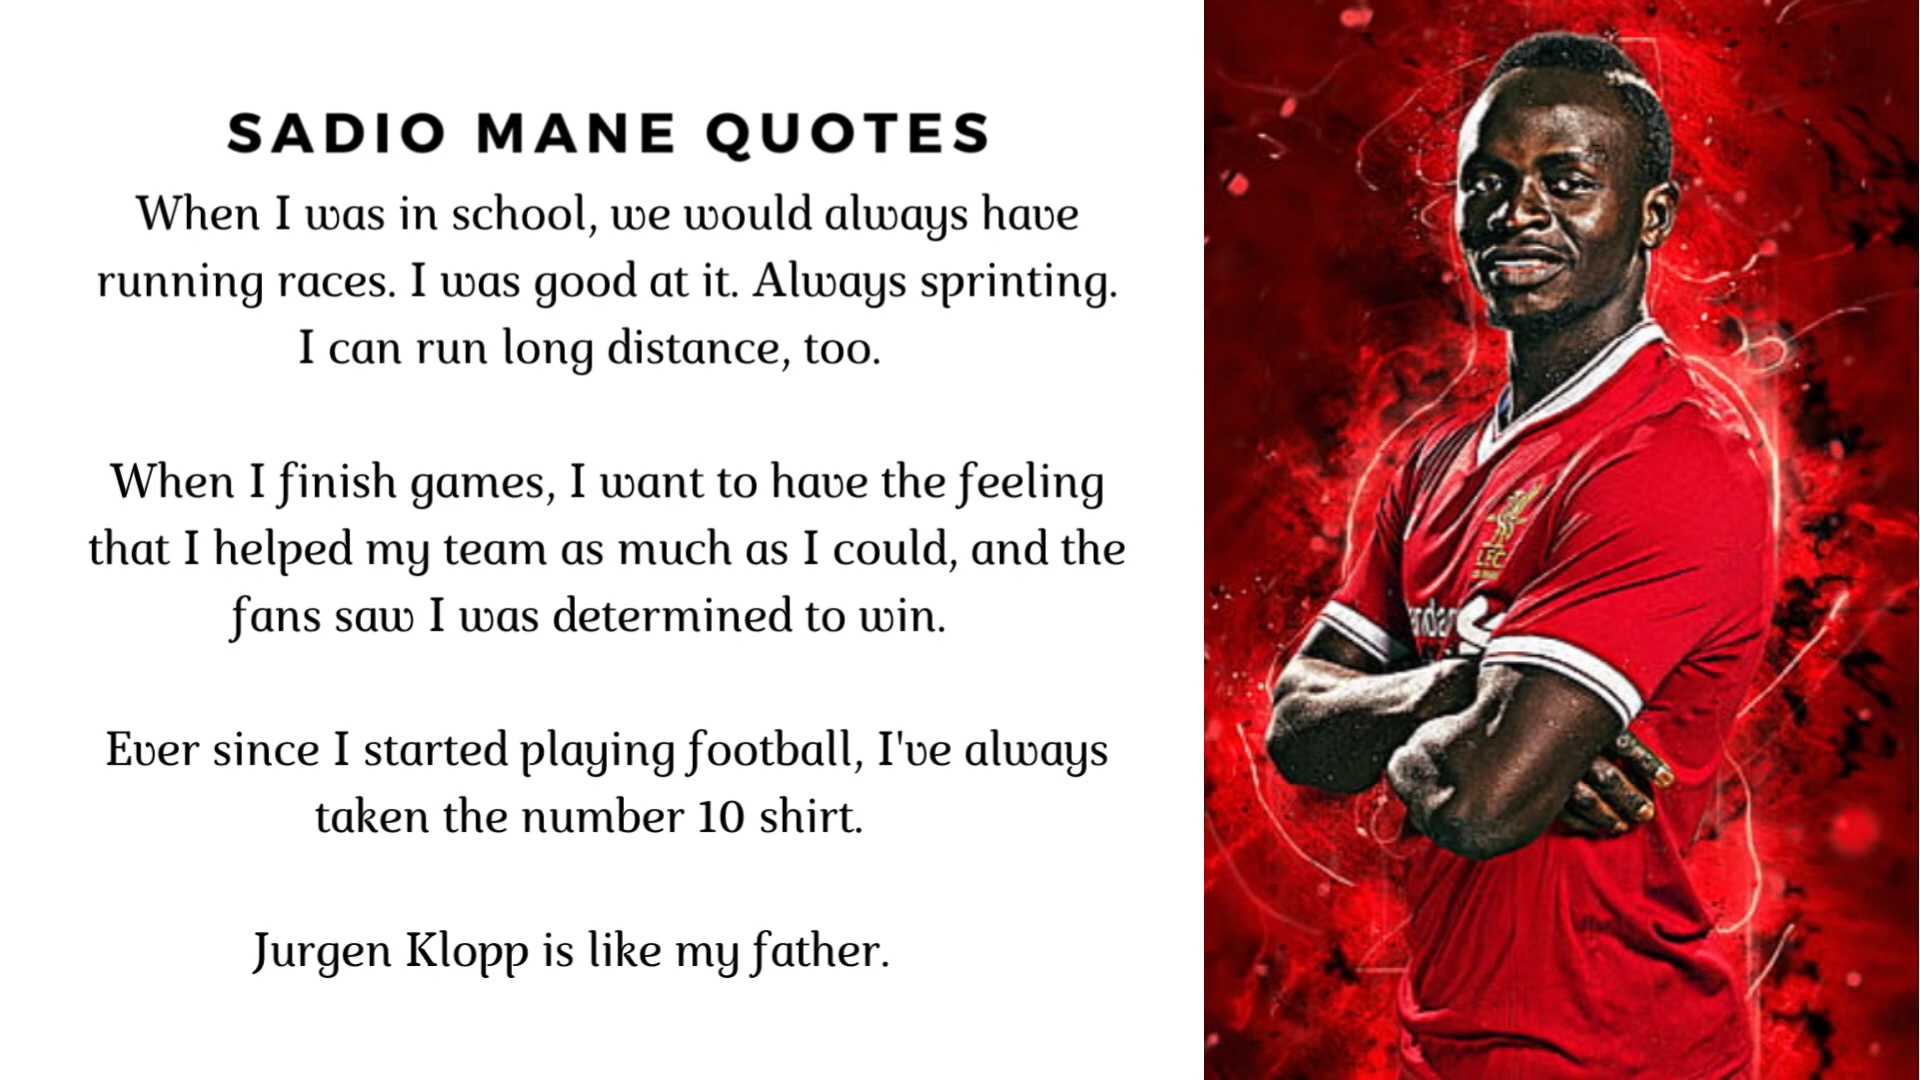 SADIO MANE QUOTES
When I was in school, we would always have
running races. I was good at it. Always sprinting.
I can run long distance, too.
When I finish games, I want to have the feeling
that I helped my team as much as I could, and the
fans saw I was determined to win.
Ever since I started playing football, I've always
taken the number 10 shirt.
Jurgen Klopp is like my father.
L.F.C.